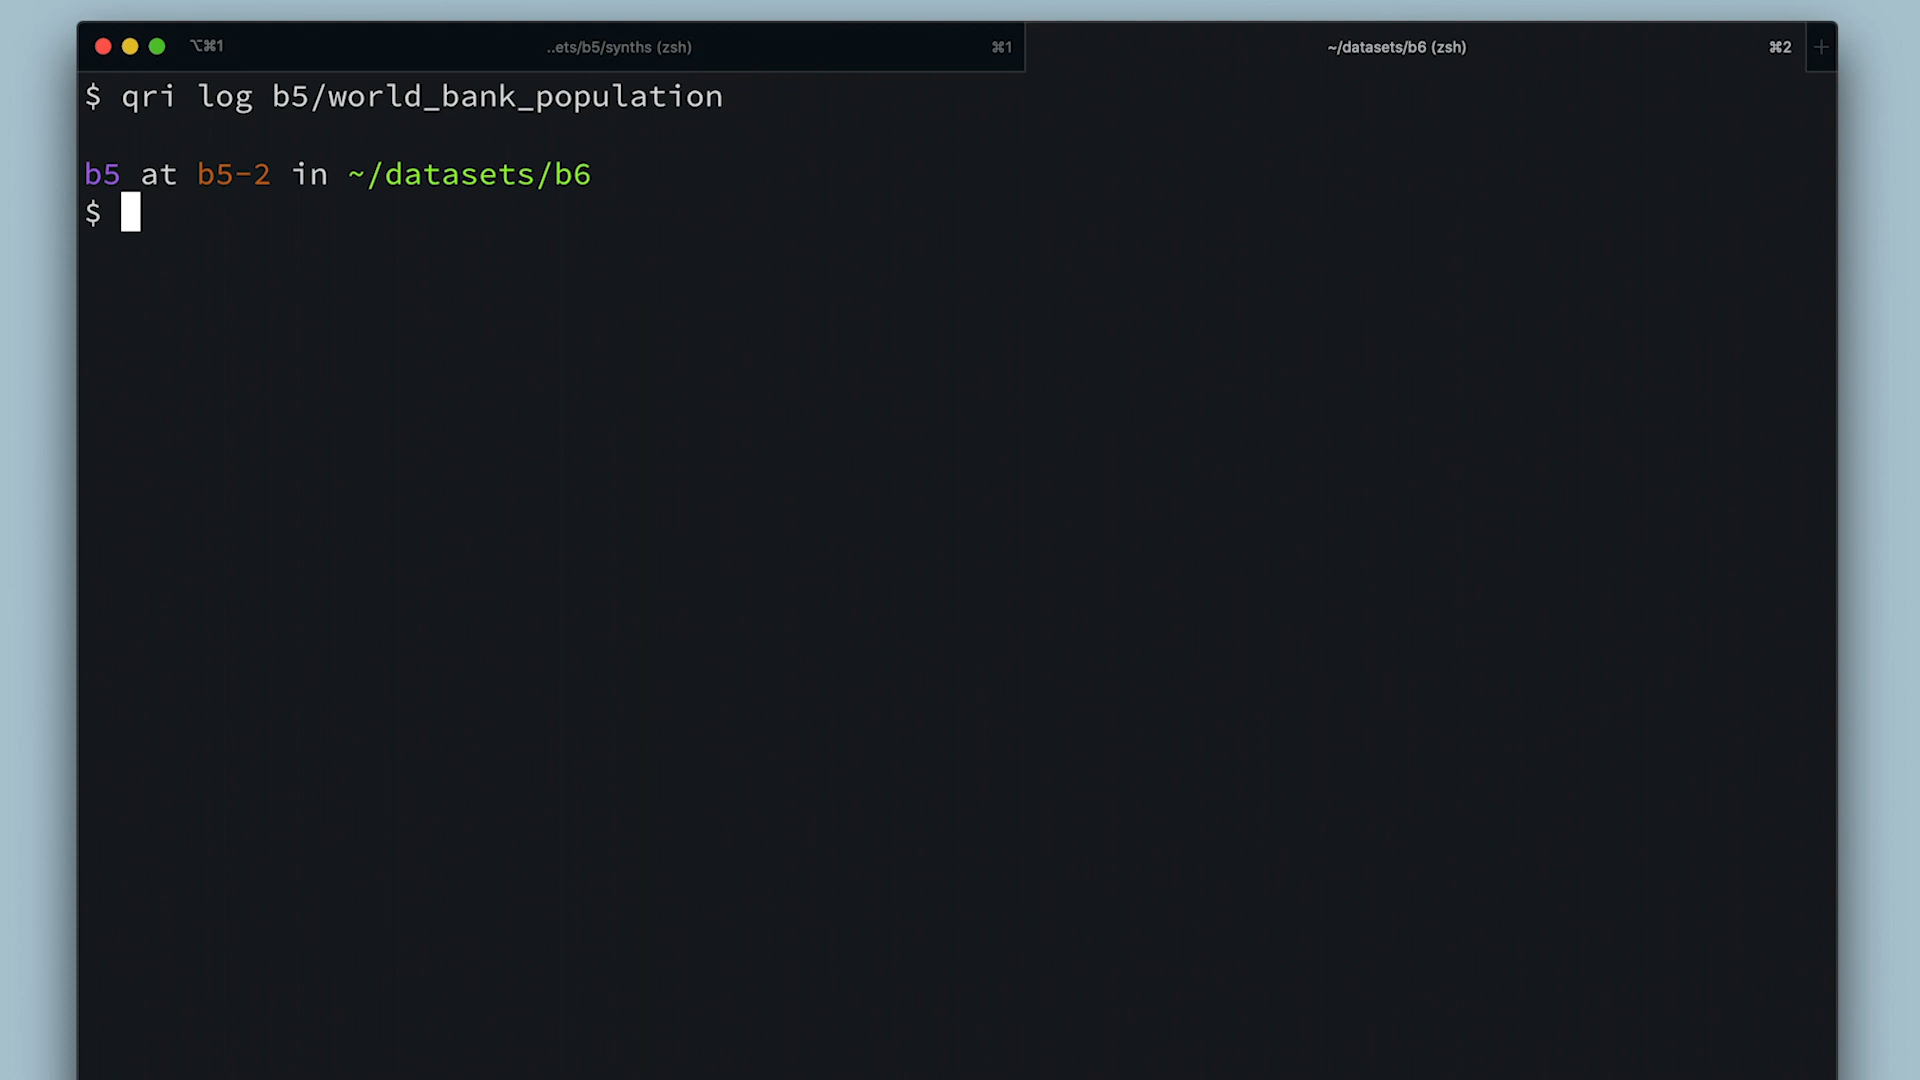 ⌥⌘1 ..ets/b5/synths (zsh) ⌘1 ~/datasets/b6 (zsh) ⌘2 +
$ qri log b5/world_bank_population
b5 at b5-2 in ~/datasets/b6
$